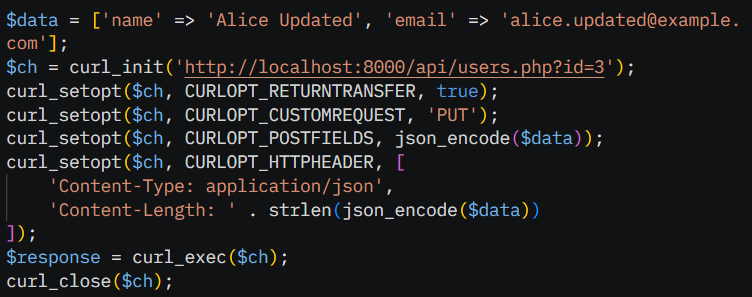 $data = ['name' => 'Alice Updated', 'email' => 'alice.updated@example.
com'];
$ch = curl_init('http://localhost:8000/api/users.php?id=3');
curl_setopt($ch, CURLOPT_RETURNTRANSFER, true);
curl_setopt($ch, CURLOPT_CUSTOMREQUEST, 'PUT');
curl_setopt($ch, CURLOPT_POSTFIELDS, json_encode($data));
curl_setopt($ch, CURLOPT_HTTPHEADER, [
    'Content-Type: application/json',
    'Content-Length: ' . strlen(json_encode($data))
]);
$response = curl_exec($ch);
curl_close($ch);